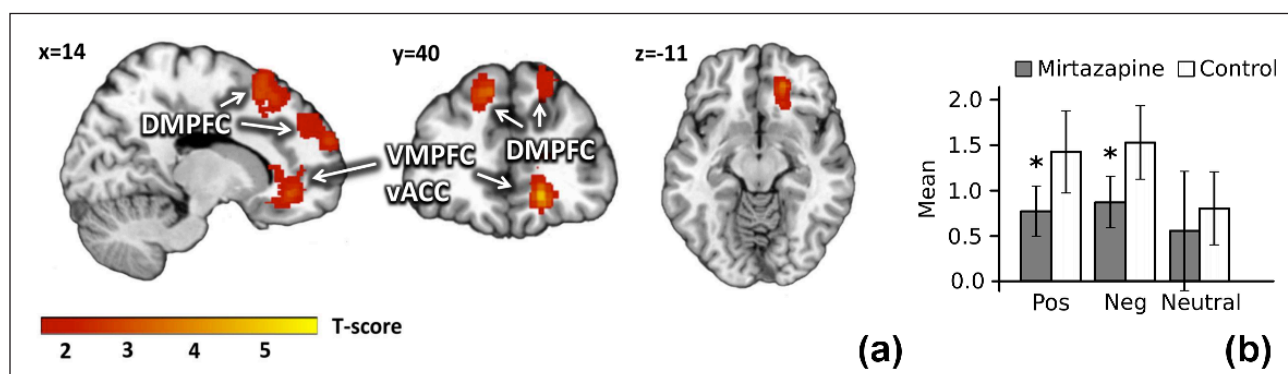 x=14
y=40
z=-11
DMPFC
VMPFC
vACC
DMPFC
T-score
2 3 4 5
(a)
Mirtazapine Control
2.0
1.5
1.0
0.5
0.0
Mean
* *
Pos Neg Neutral
(b)